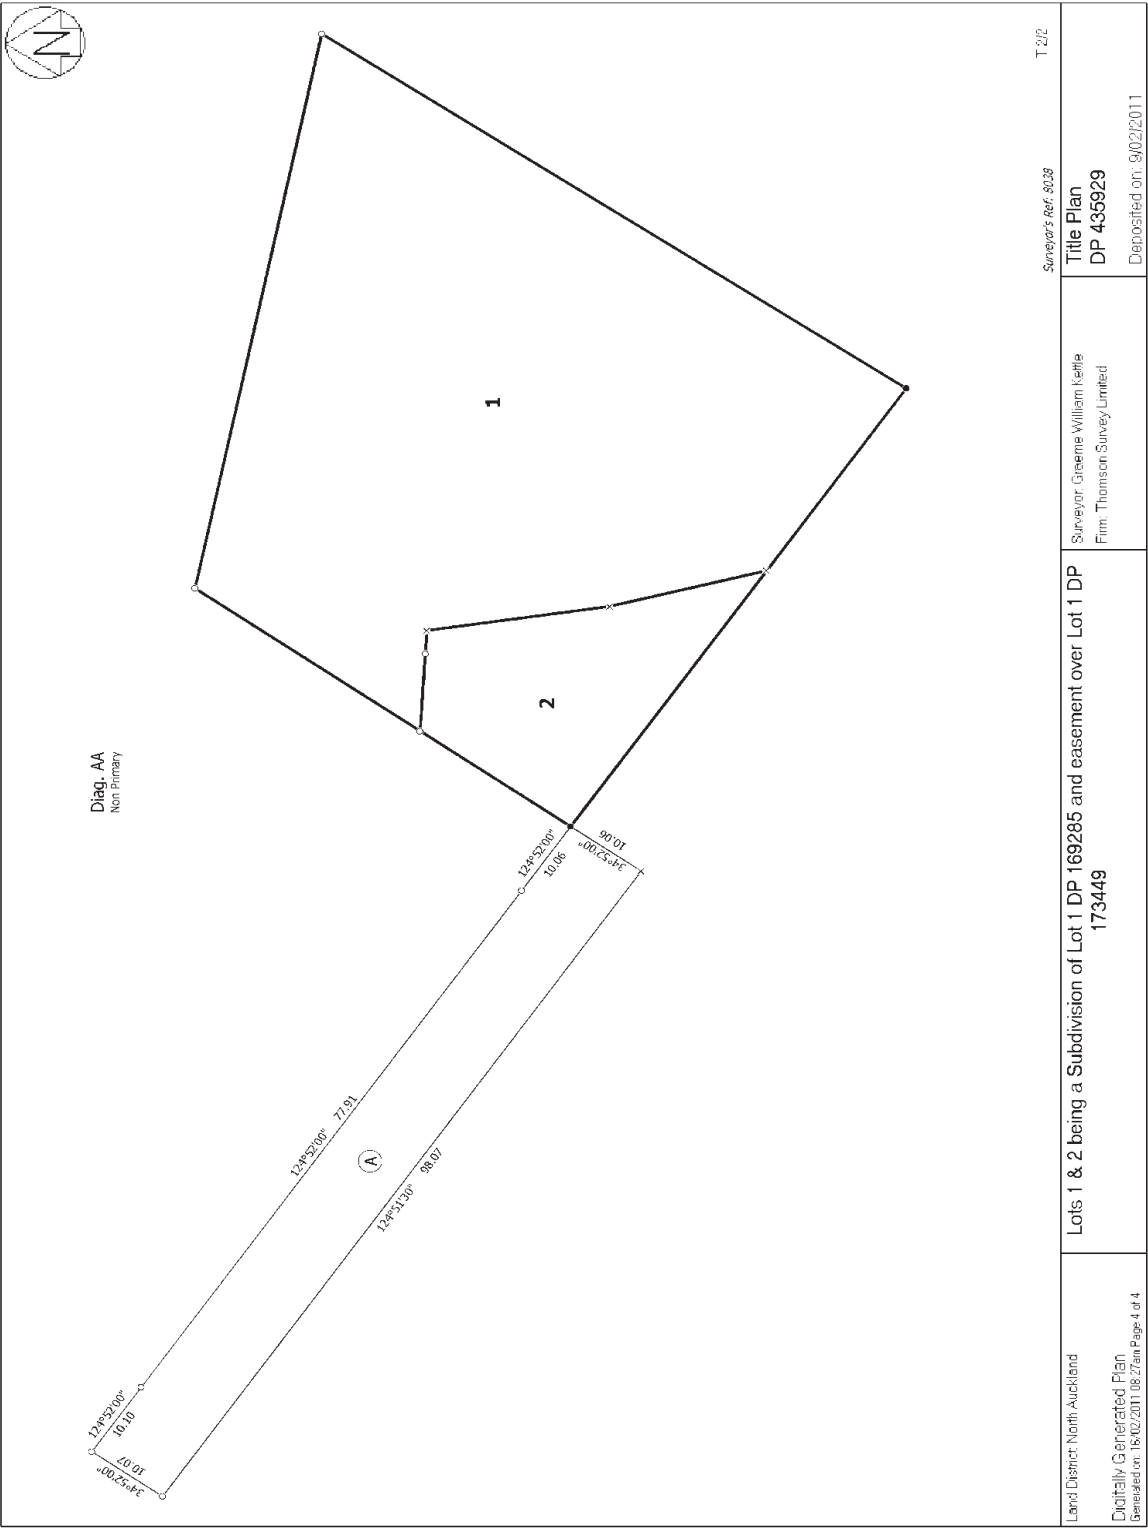 N
Diag. AA
Non Primary
1
2
124°52'00"
10.10
34°52'00"
10.07
124°52'00" 77.91
A
124°51'30" 98.07
124°52'00"
10.06
34°52'00"
10.06
T 2/2
Surveyor's Ref: 8038
Land District: North Auckland
Digitally Generated Plan
Generated on: 16/02/2011 08:27am Page 4 of 4
Lots 1 & 2 being a Subdivision of Lot 1 DP 169285 and easement over Lot 1 DP
173449
Surveyor: Graeme William Kettle
Firm: Thomson Survey Limited
Title Plan
DP 435929
Deposited on: 9/02/2011